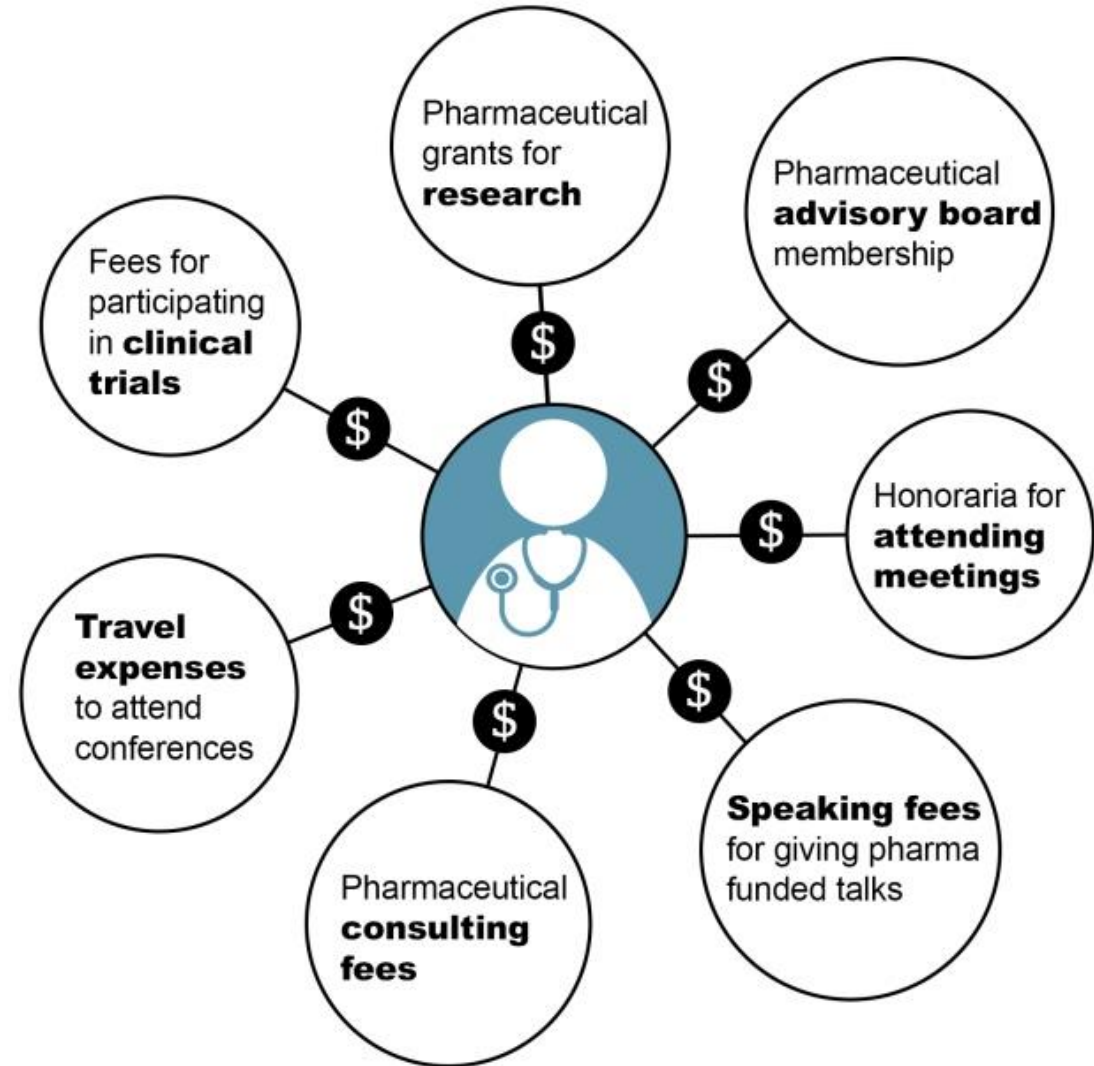 Pharmaceutical
grants for
research
Pharmaceutical
advisory board
membership
Fees for
participating
in clinical
trials
$
$
$
Honoraria for
attending
meetings
$
$
Travel
expenses
to attend
conferences
$
$
Speaking fees
for giving pharma
funded talks
Pharmaceutical
consulting
fees